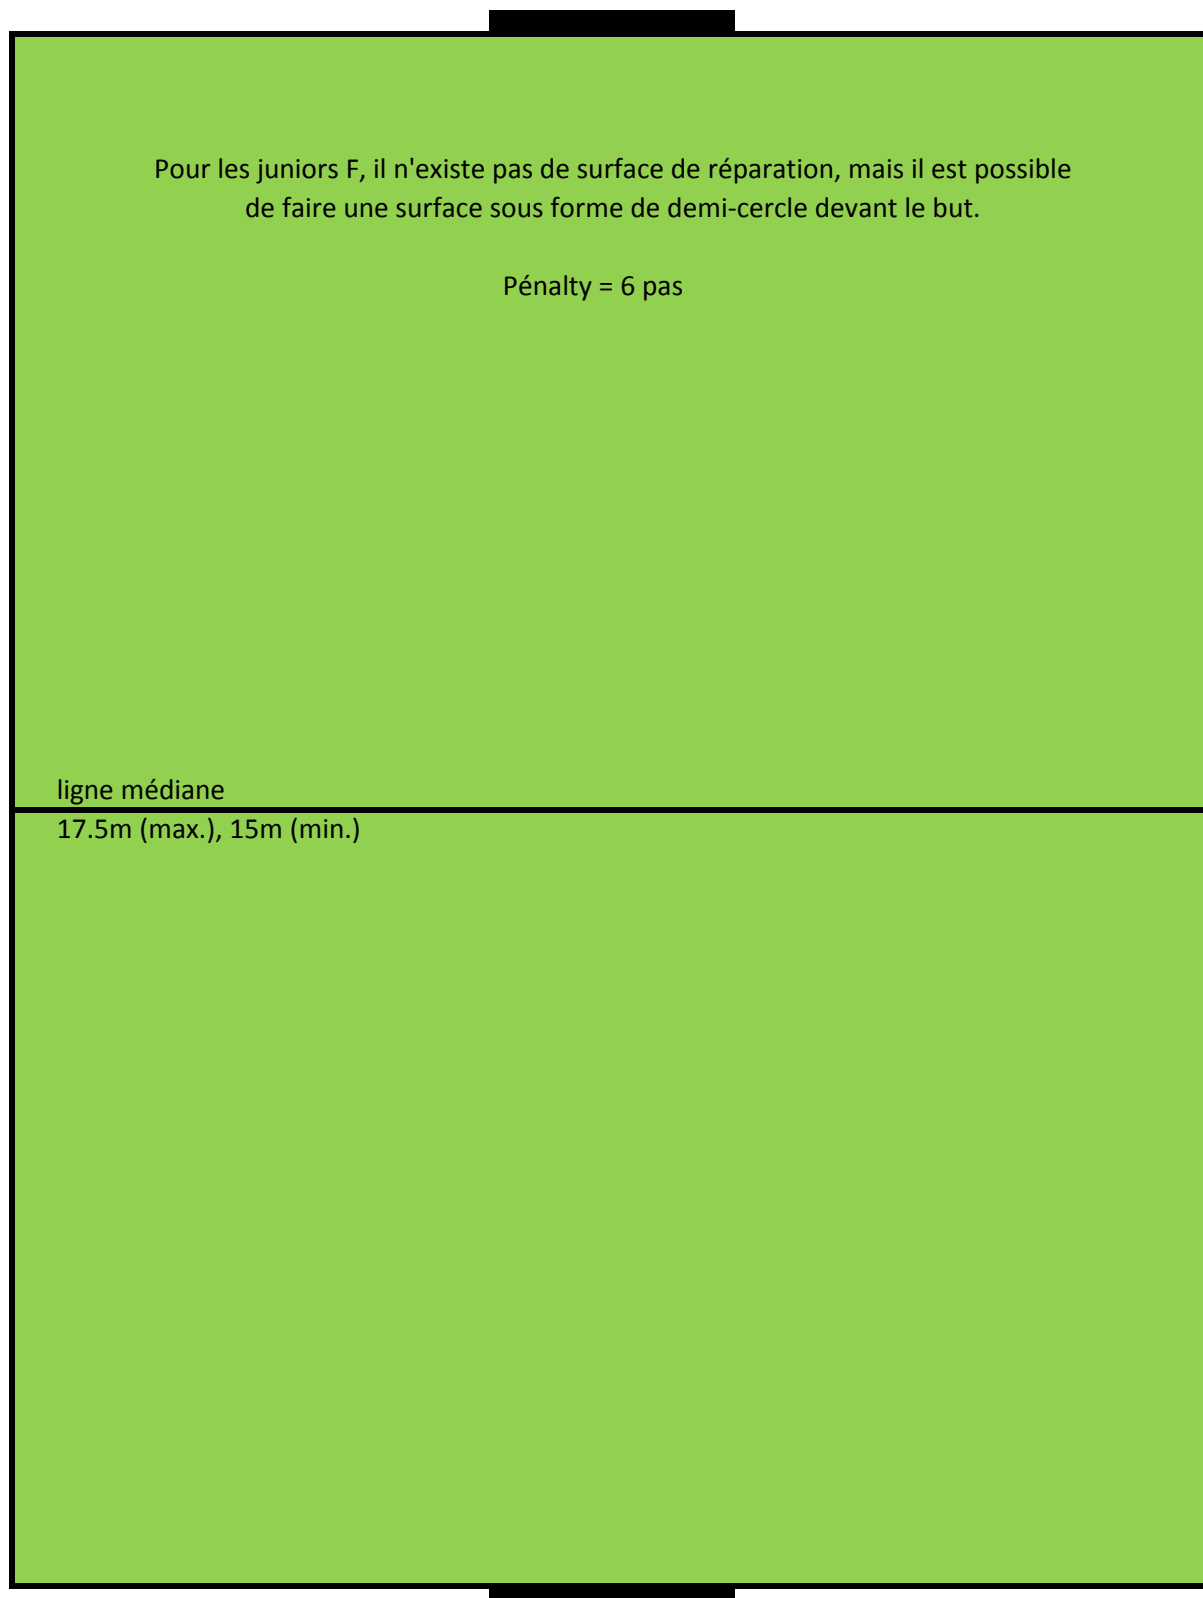 Pour les juniors F, il n'existe pas de surface de réparation, mais il est possible
de faire une surface sous forme de demi-cercle devant le but.
Pénalty = 6 pas
ligne médiane
17.5m (max.), 15m (min.)